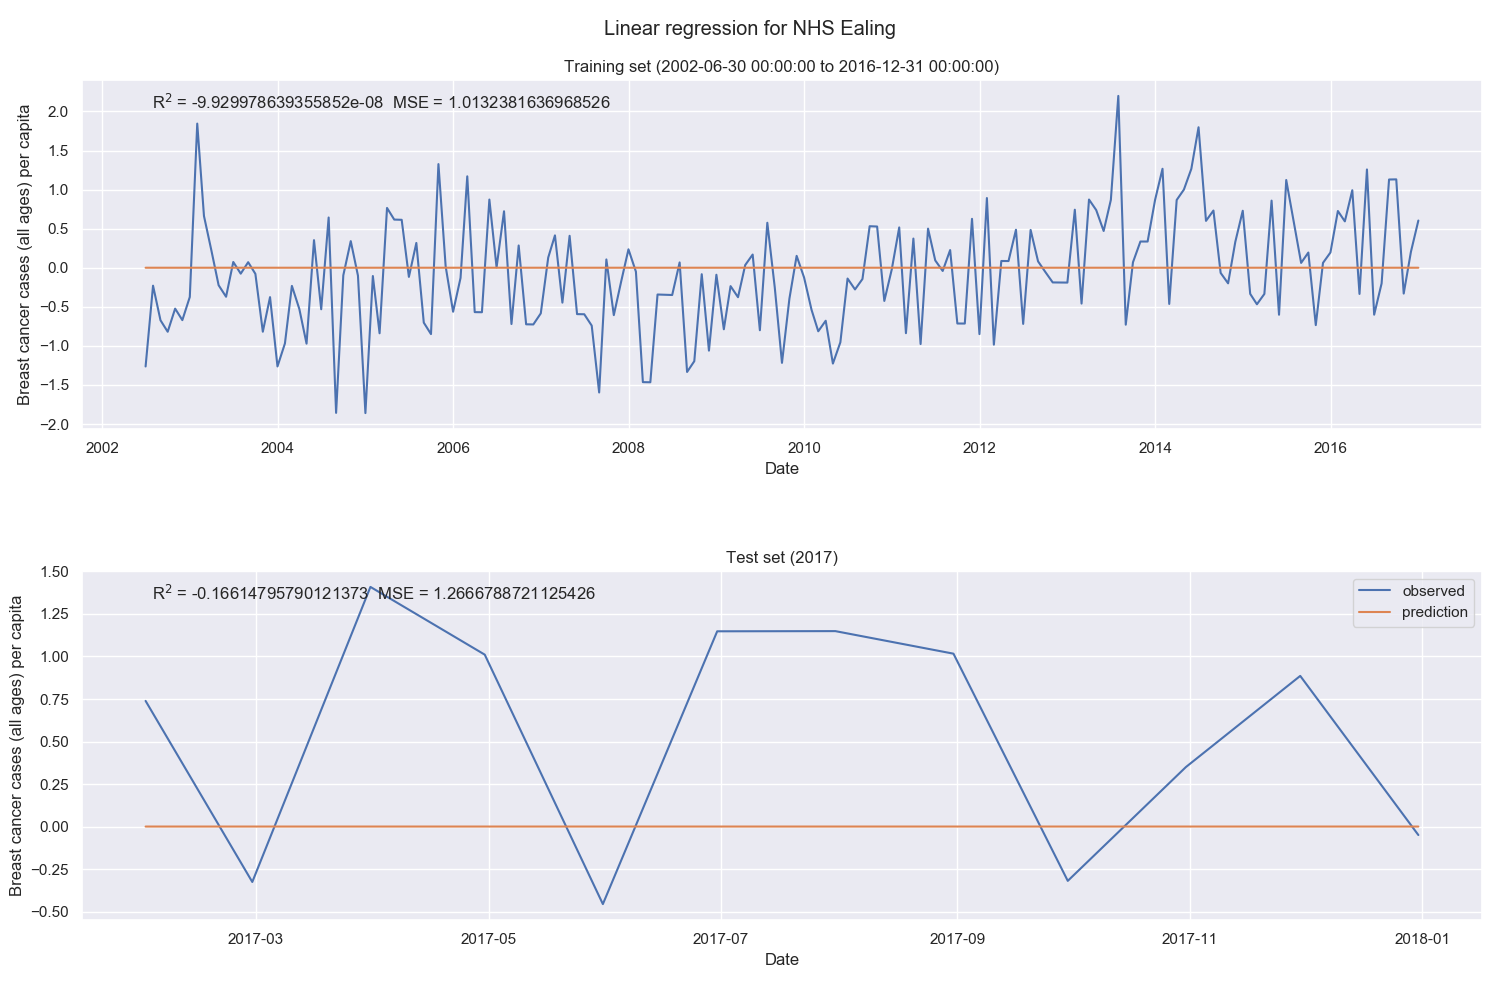 Linear regression for NHS Ealing
Training set (2002-06-30 00:00:00 to 2016-12-31 00:00:00)
R² = -9.929978639355852e-08  MSE = 1.0132381636968526
Breast cancer cases (all ages) per capita
2.0
1.5
1.0
0.5
0.0
−0.5
−1.0
−1.5
−2.0
2002 2004 2006 2008 2010 2012 2014 2016
Date
Test set (2017)
R² = -0.16614795790121373  MSE = 1.2666788721125426
observed
prediction
Breast cancer cases (all ages) per capita
1.50
1.25
1.00
0.75
0.50
0.25
0.00
−0.25
−0.50
2017-03 2017-05 2017-07 2017-09 2017-11 2018-01
Date